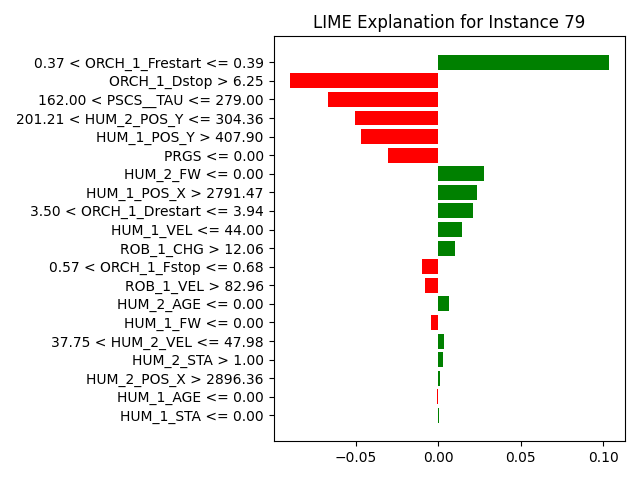 LIME Explanation for Instance 79
0.37 < ORCH_1_Frestart <= 0.39
ORCH_1_Dstop > 6.25
162.00 < PSCS__TAU <= 279.00
201.21 < HUM_2_POS_Y <= 304.36
HUM_1_POS_Y > 407.90
PRGS <= 0.00
HUM_2_FW <= 0.00
HUM_1_POS_X > 2791.47
3.50 < ORCH_1_Drestart <= 3.94
HUM_1_VEL <= 44.00
ROB_1_CHG > 12.06
0.57 < ORCH_1_Fstop <= 0.68
ROB_1_VEL > 82.96
HUM_2_AGE <= 0.00
HUM_1_FW <= 0.00
37.75 < HUM_2_VEL <= 47.98
HUM_2_STA > 1.00
HUM_2_POS_X > 2896.36
HUM_1_AGE <= 0.00
HUM_1_STA <= 0.00
−0.05 0.00 0.05 0.10